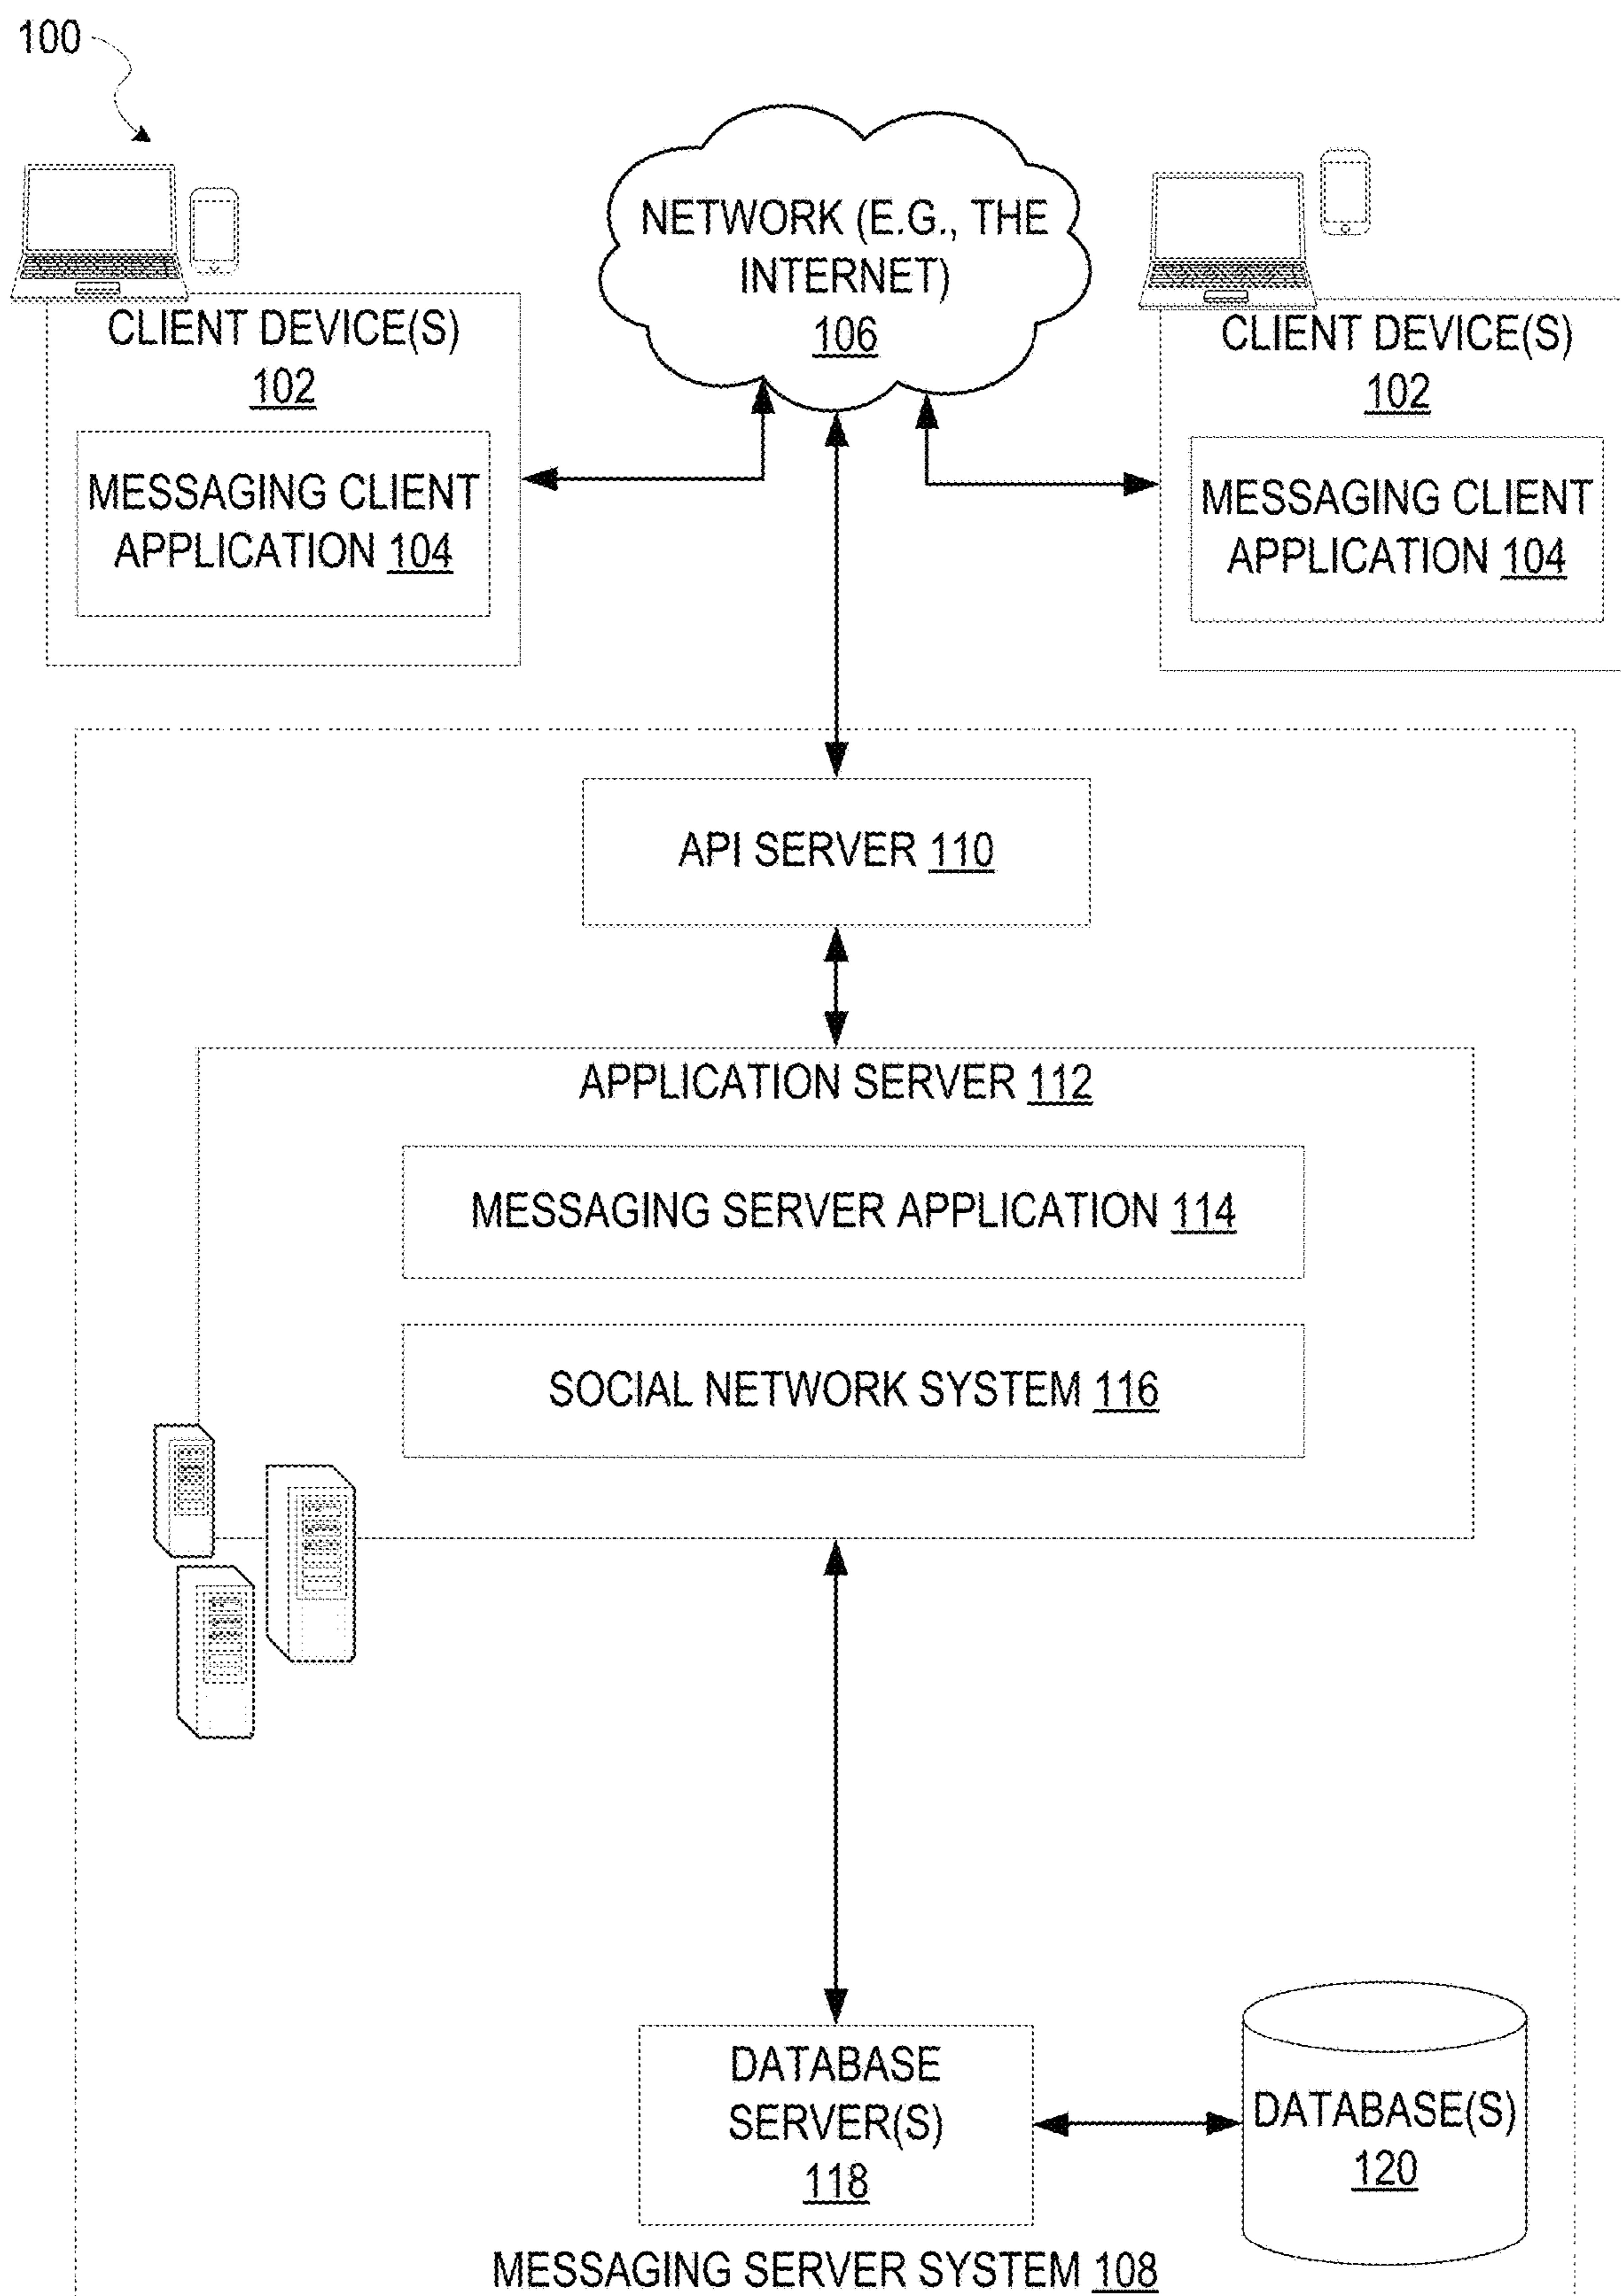 100
NETWORK (E.G., THE
INTERNET)
106
CLIENT DEVICE(S)
102
MESSAGING CLIENT
APPLICATION 104
CLIENT DEVICE(S)
102
MESSAGING CLIENT
APPLICATION 104
API SERVER 110
APPLICATION SERVER 112
MESSAGING SERVER APPLICATION 114
SOCIAL NETWORK SYSTEM 116
DATABASE
SERVER(S)
118
DATABASE(S)
120
MESSAGING SERVER SYSTEM 108